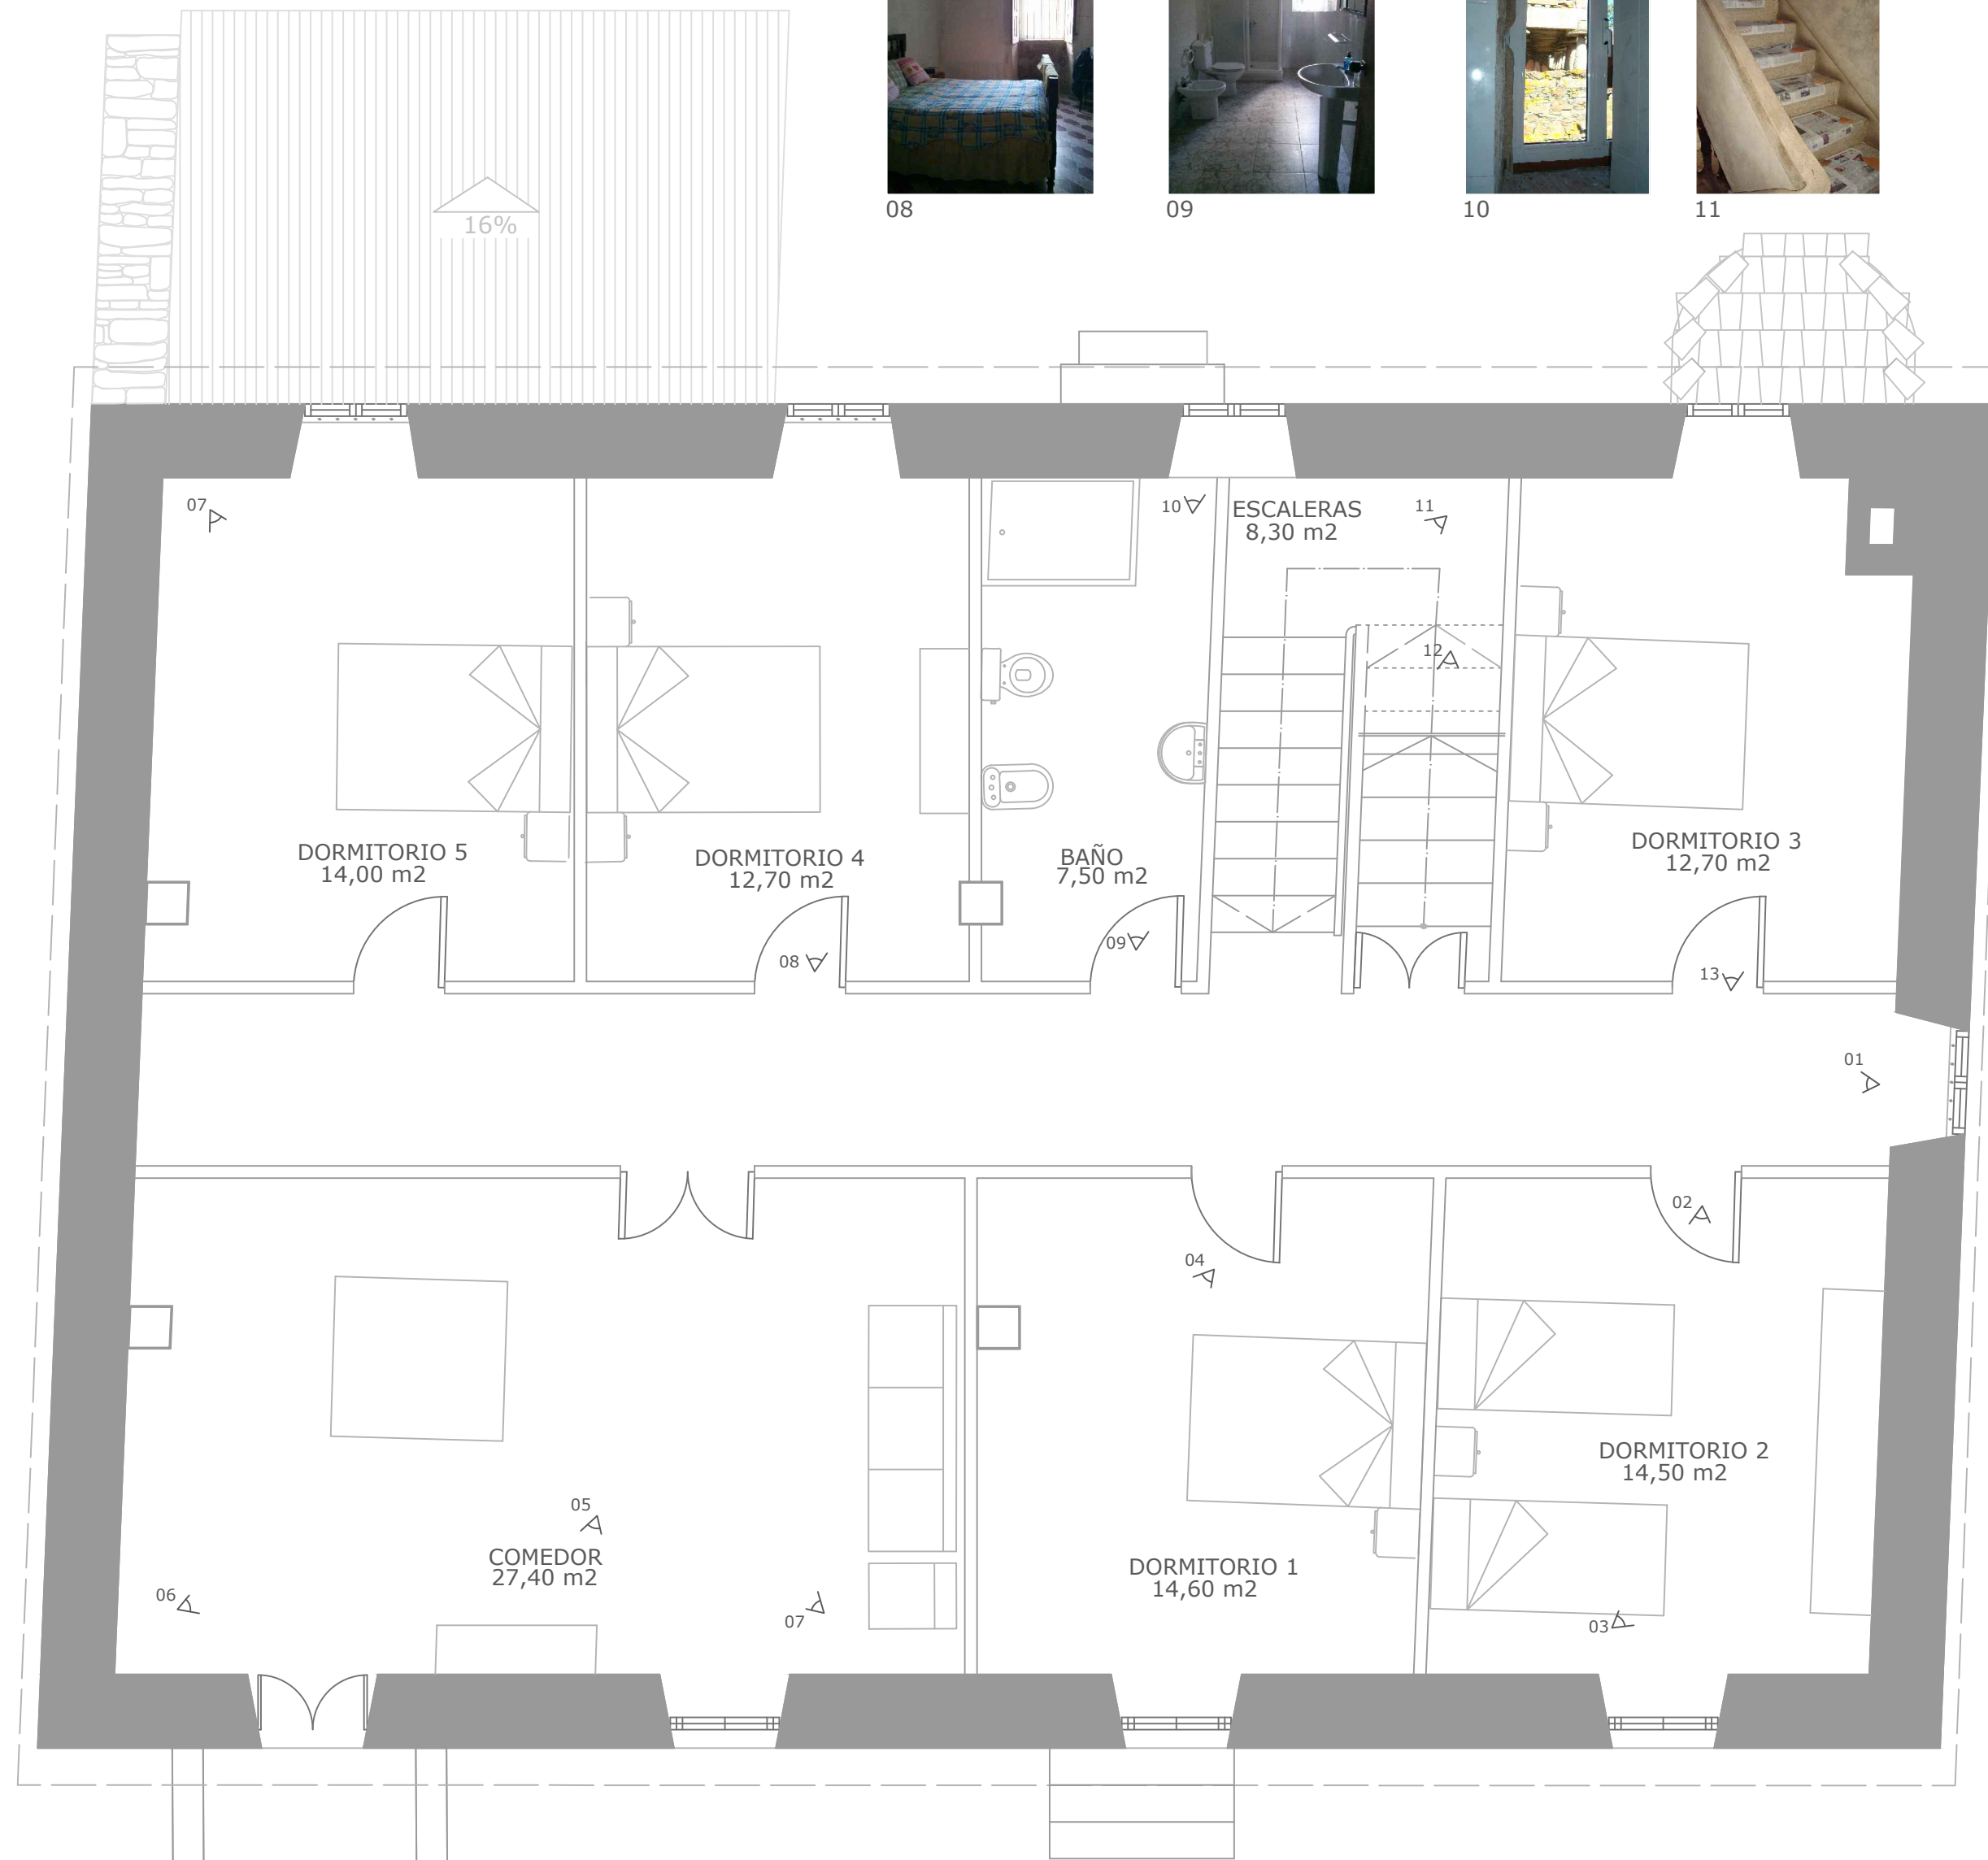 08
09
10
11
16%
07
10
ESCALERAS
8,30 m2
11
12
DORMITORIO 5
14,00 m2
DORMITORIO 4
12,70 m2
BAÑO
7,50 m2
DORMITORIO 3
12,70 m2
08
09
13
01
02
04
05
COMEDOR
27,40 m2
06
07
DORMITORIO 1
14,60 m2
DORMITORIO 2
14,50 m2
03